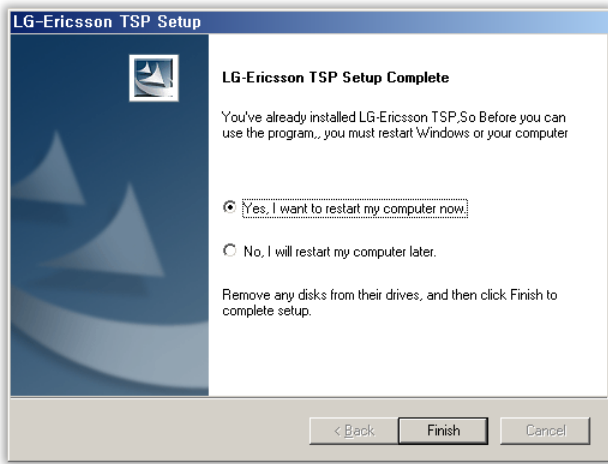 LG-Ericsson TSP Setup
LG-Ericsson TSP Setup Complete
You've already installed LG-Ericsson TSP,So Before you can
use the program,, you must restart Windows or your computer
Yes, I want to restart my computer now.
No, I will restart my computer later.
Remove any disks from their drives, and then click Finish to
complete setup.
< Back Finish Cancel